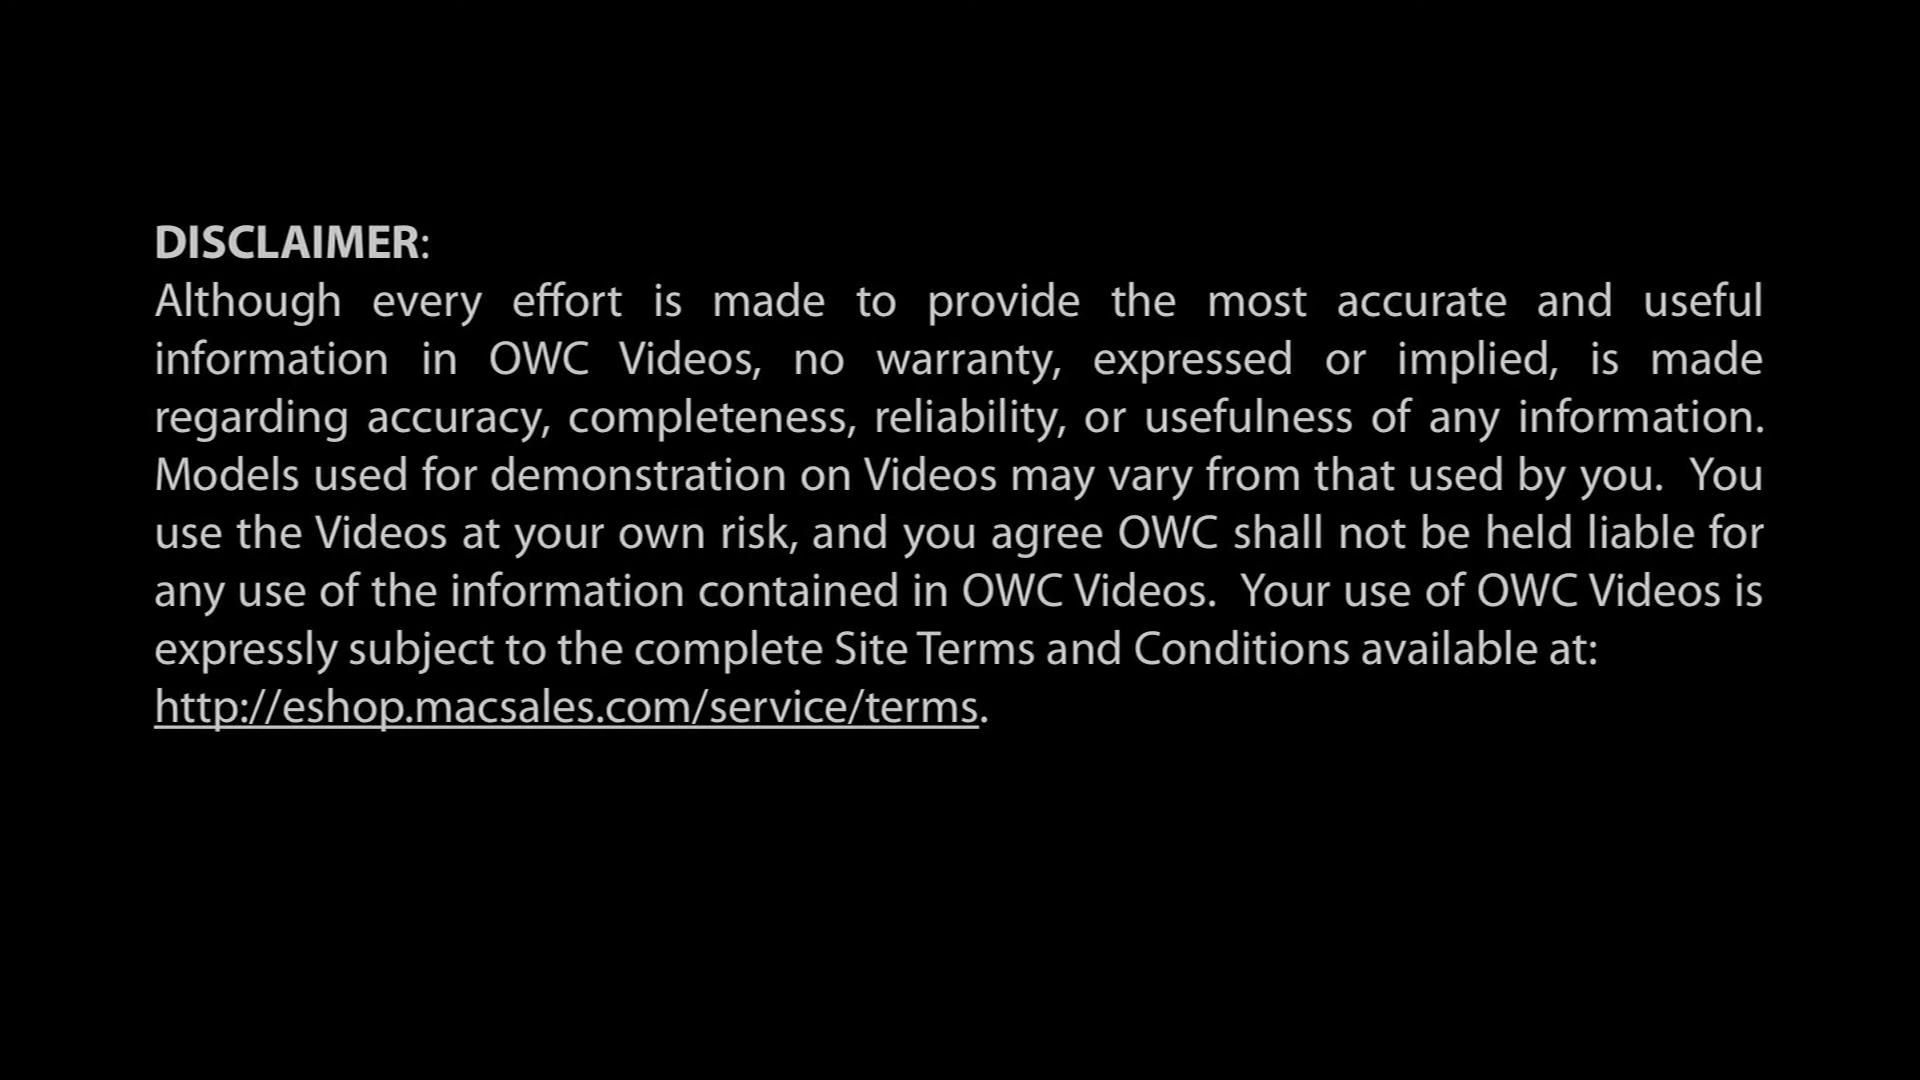 DISCLAIMER:
Although every effort is made to provide the most accurate and useful
information in OWC Videos, no warranty, expressed or implied, is made
regarding accuracy, completeness, reliability, or usefulness of any information.
Models used for demonstration on Videos may vary from that used by you.  You
use the Videos at your own risk, and you agree OWC shall not be held liable for
any use of the information contained in OWC Videos.  Your use of OWC Videos is
expressly subject to the complete Site Terms and Conditions available at:
http://eshop.macsales.com/service/terms.